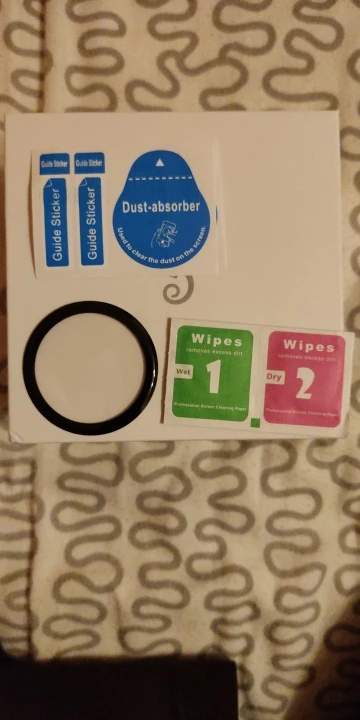 Guide Sticker
Guide Sticker
Guide Sticker
Guide Sticker
Dust-absorber
Used to clear the dust on the screen.
Wipes
removes excess dirt
Wet
1
Professional Screen Cleaning Paper
Wipes
removes excess dirt
Dry
2
Professional Screen Cleaning Paper